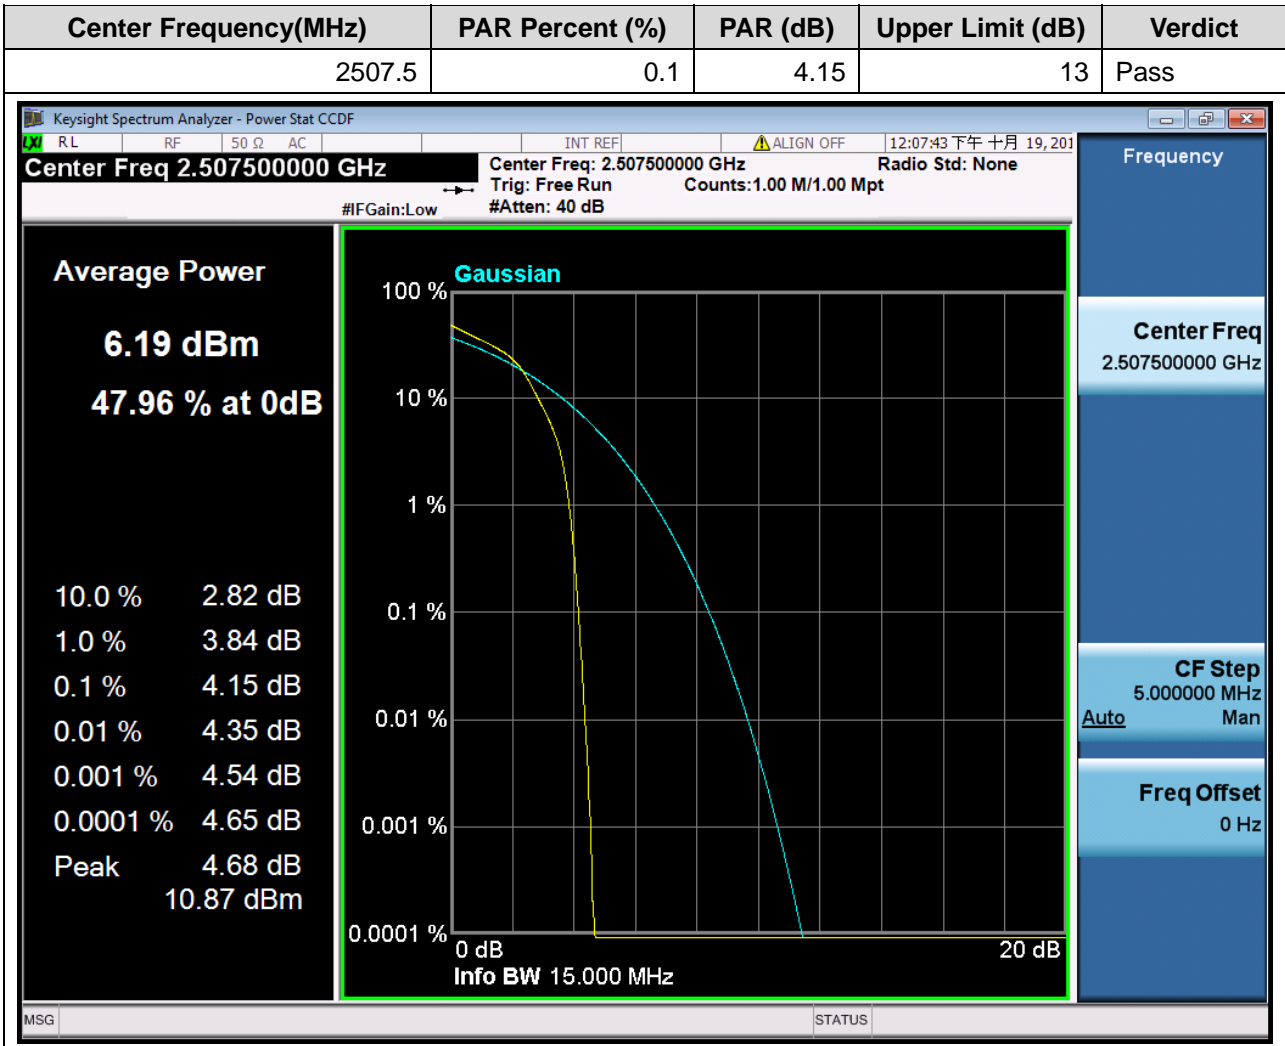 Center Frequency(MHz) PAR Percent (%) PAR (dB) Upper Limit (dB) Verdict
2507.5 0.1 4.15 13 Pass
Keysight Spectrum Analyzer - Power Stat CCDF
LXI RL RF 50 Ω AC INT REF ALIGN OFF 12:07:43 下午 十月 19, 201
Center Freq 2.507500000 GHz
#IFGain:Low
Center Freq: 2.507500000 GHz Radio Std: None
Trig: Free Run Counts:1.00 M/1.00 Mpt
#Atten: 40 dB
Average Power
6.19 dBm
47.96 % at 0dB
10.0 % 2.82 dB
1.0 % 3.84 dB
0.1 % 4.15 dB
0.01 % 4.35 dB
0.001 % 4.54 dB
0.0001 % 4.65 dB
Peak 4.68 dB
10.87 dBm
Gaussian
100 %
10 %
1 %
0.1 %
0.01 %
0.001 %
0.0001 %
0 dB 20 dB
Info BW 15.000 MHz
Frequency
Center Freq
2.507500000 GHz
CF Step
5.000000 MHz
Auto Man
Freq Offset
0 Hz
MSG STATUS